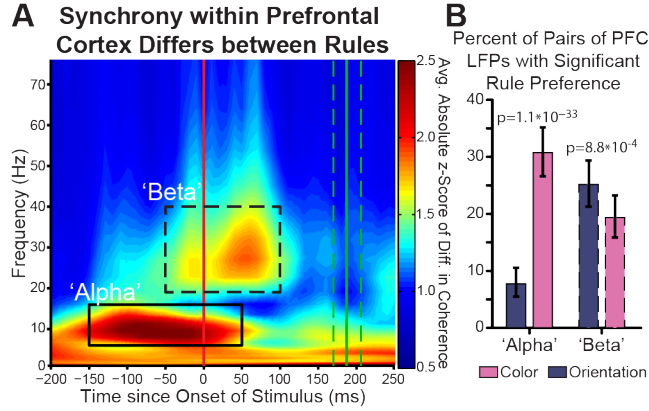 A
Synchrony within Prefrontal
Cortex Differs between Rules
Frequency (Hz)
70
60
50
40
30
20
10
0
'Beta'
'Alpha'
−200 −150 −100 −50 0 50 100 150 200 250
Time since Onset of Stimulus (ms)
2.5
2.0
1.5
1.0
0.5
Avg. Absolute z-Score of Diff. in Coherence
B
Percent of Pairs of PFC
LFPs with Significant
Rule Preference
40
35
30
25
20
15
10
5
0
p=1.1*10−33
p=8.8*10-4
'Alpha' 'Beta'
Color Orientation